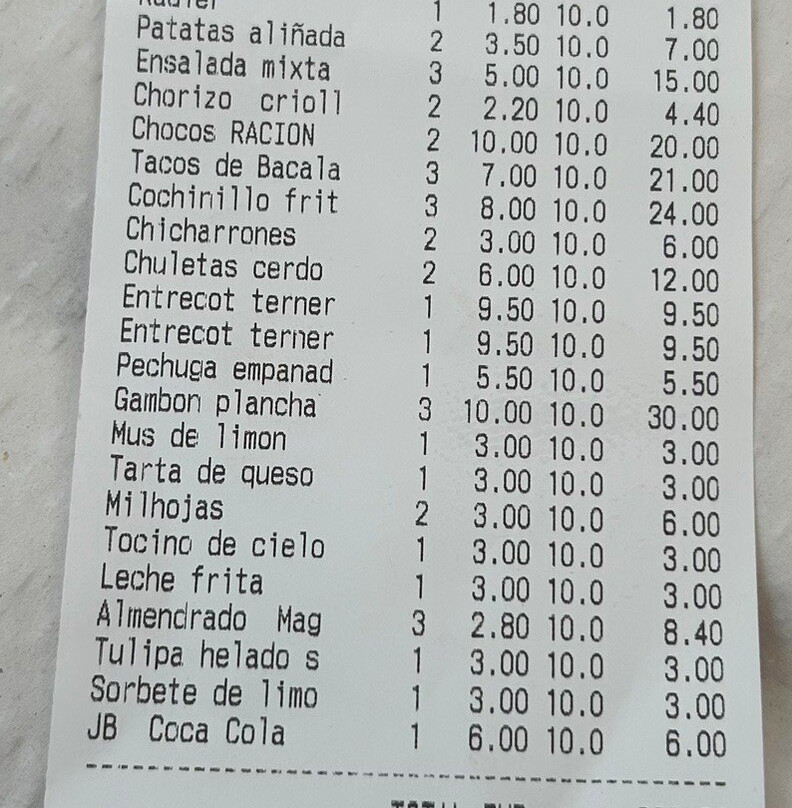 1 1.80 10.0 1.80
Patatas aliñada 2 3.50 10.0 7.00
Ensalada mixta 3 5.00 10.0 15.00
Chorizo crioll 2 2.20 10.0 4.40
Chocos RACION 2 10.00 10.0 20.00
Tacos de Bacala 3 7.00 10.0 21.00
Cochinillo frit 3 8.00 10.0 24.00
Chicharrones 2 3.00 10.0 6.00
Chuletas cerdo 2 6.00 10.0 12.00
Entrecot terner 1 9.50 10.0 9.50
Entrecot terner 1 9.50 10.0 9.50
Pechuga empanad 1 5.50 10.0 5.50
Gambon plancha 3 10.00 10.0 30.00
Mus de limon 1 3.00 10.0 3.00
Tarta de queso 1 3.00 10.0 3.00
Milhojas 2 3.00 10.0 6.00
Tocino de cielo 1 3.00 10.0 3.00
Leche frita 1 3.00 10.0 3.00
Almendrado Mag 3 2.80 10.0 8.40
Tulipa helado s 1 3.00 10.0 3.00
Sorbete de limo 1 3.00 10.0 3.00
JB Coca Cola 1 6.00 10.0 6.00